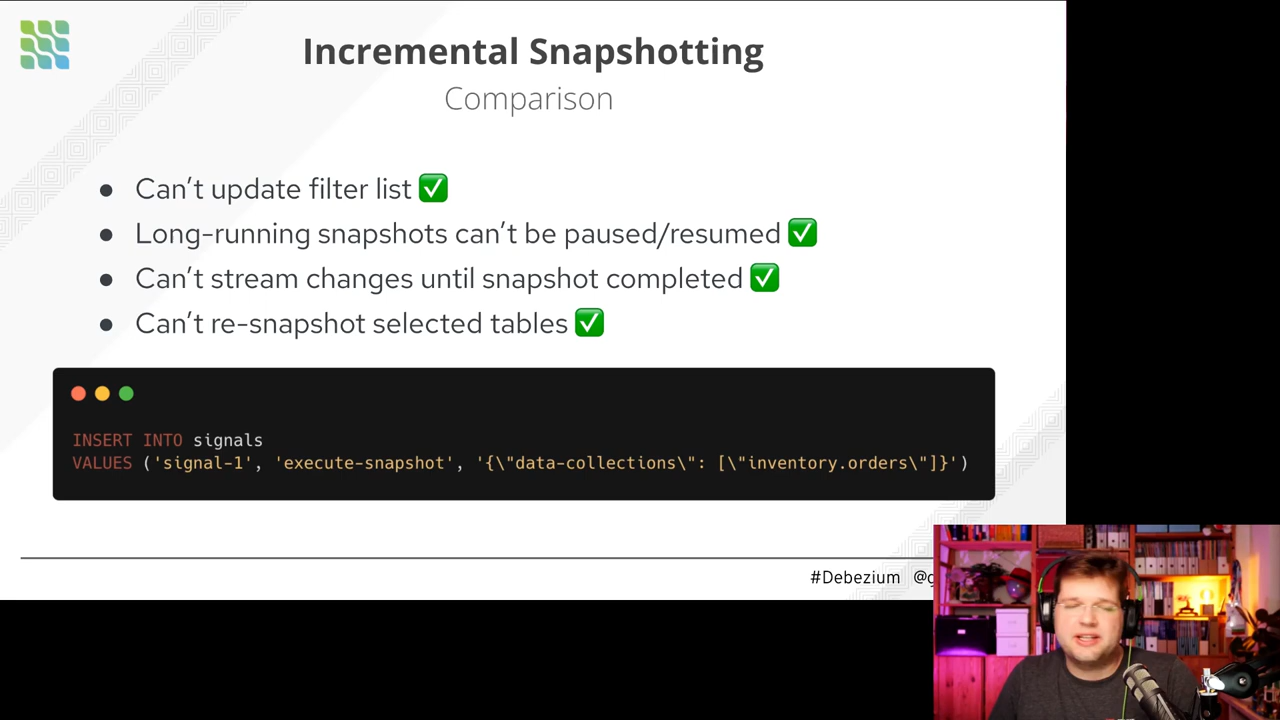 Incremental Snapshotting
Comparison
● Can’t update filter list ✅
● Long-running snapshots can’t be paused/resumed ✅
● Can’t stream changes until snapshot completed ✅
● Can’t re-snapshot selected tables ✅
INSERT INTO signals
VALUES ('signal-1', 'execute-snapshot', '{\"data-collections\": [\"inventory.orders\"]}')
#Debezium @g